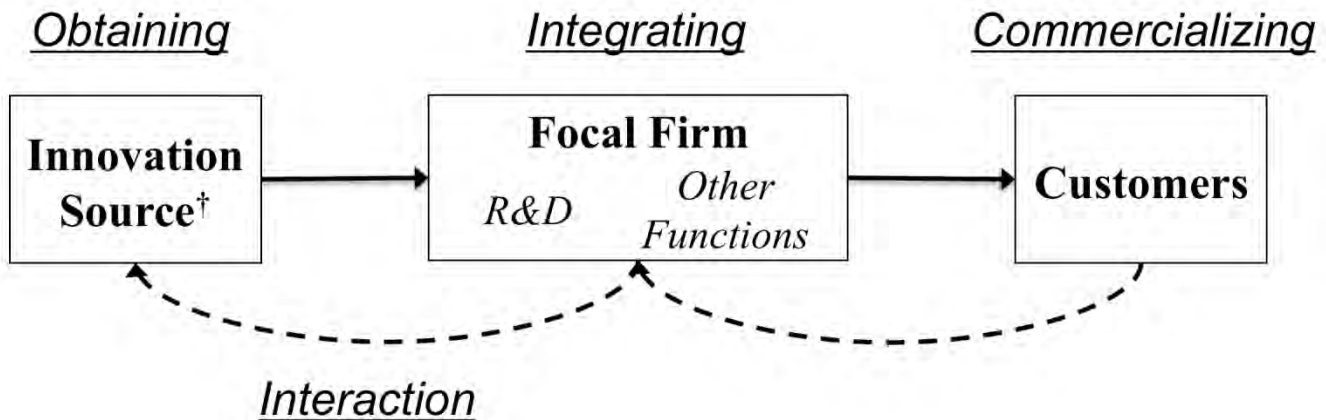 Obtaining
Integrating
Commercializing
Innovation
Source†
Focal Firm
R&D
Other
Functions
Customers
Interaction